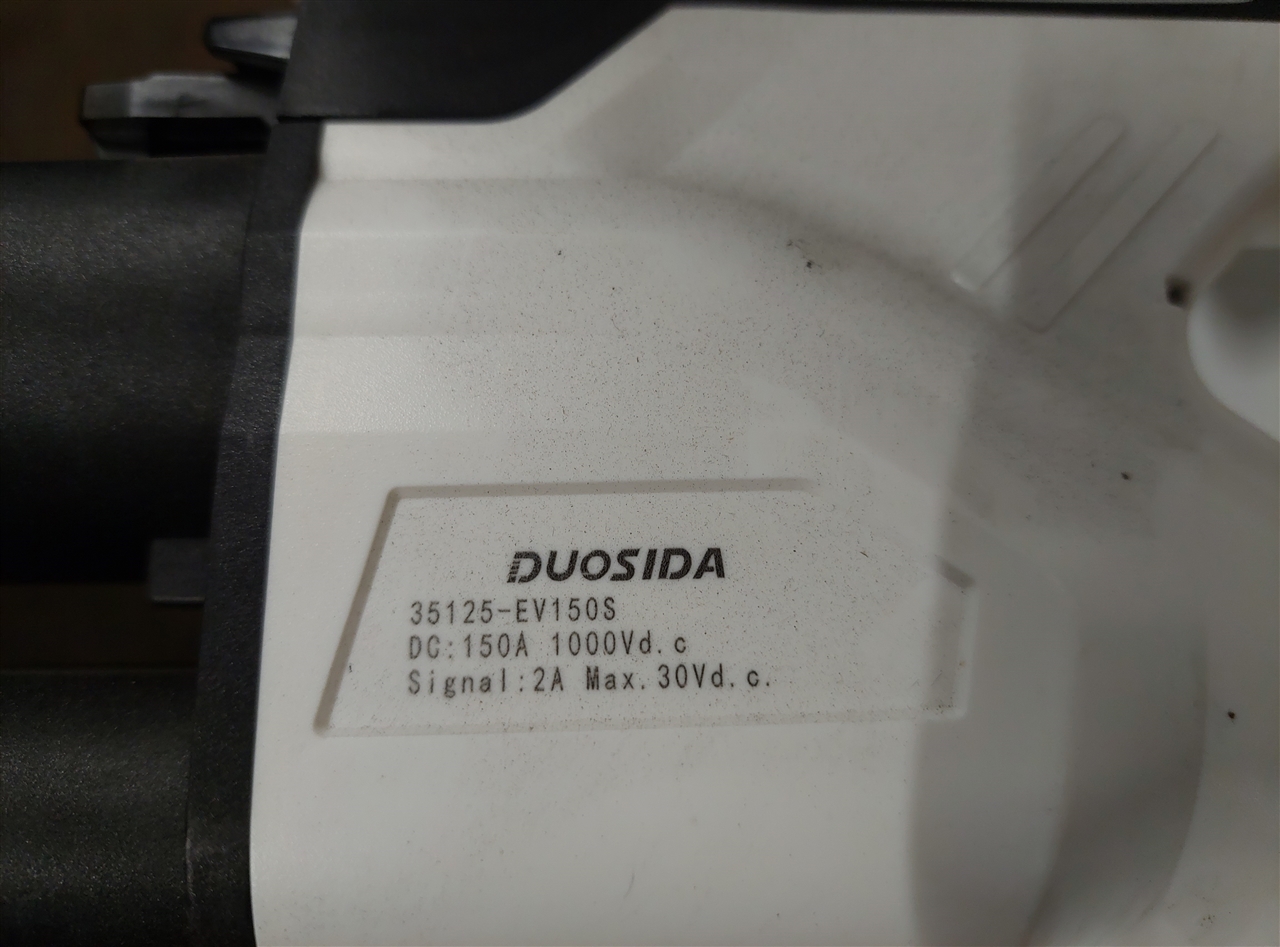 DUOSIDA
35125-EV150S
DC:150A 1000Vd.c
Signal:2A Max.30Vd.c.